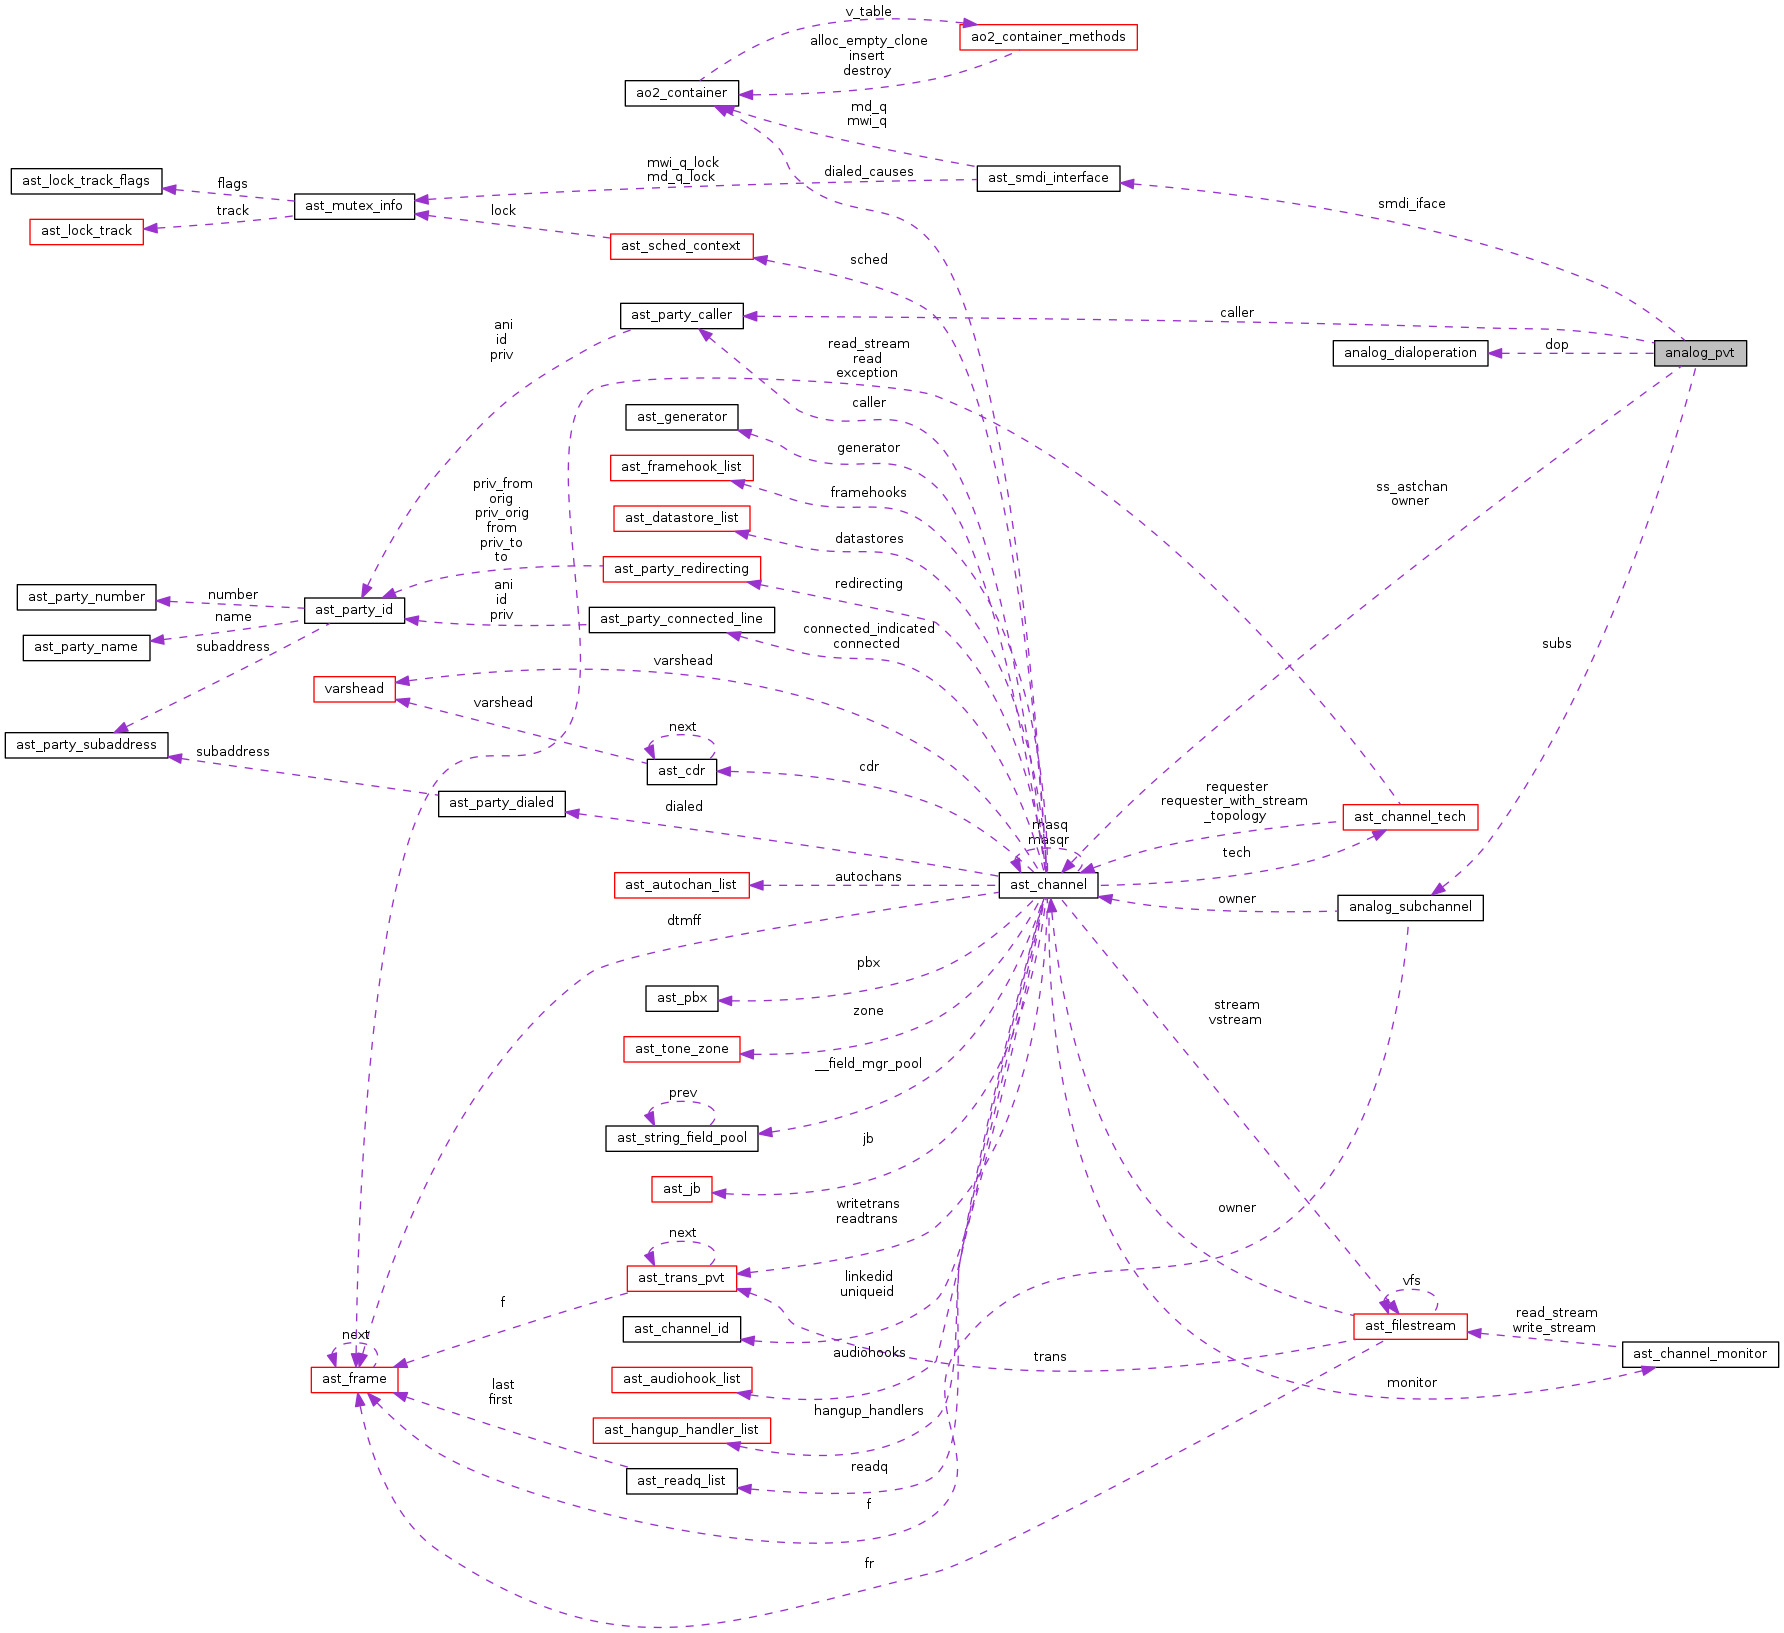 v_table
ao2_container_methods
alloc_empty_clone
insert
destroy
ao2_container
md_q
mwi_q
mwi_q_lock
md_q_lock
dialed_causes
ast_smdi_interface
ast_lock_track_flags
flags
ast_mutex_info
smdi_iface
track
lock
ast_lock_track
ast_sched_context
sched
ast_party_caller
caller
ani
id
priv
read_stream
read
exception
analog_dialoperation
dop
analog_pvt
caller
ast_generator
generator
ast_framehook_list
framehooks
ss_astchan
owner
priv_from
orig
priv_orig
from
priv_to
to
ast_datastore_list
datastores
ast_party_redirecting
redirecting
ast_party_number
number
ast_party_id
ani
id
priv
ast_party_connected_line
connected_indicated
connected
name
ast_party_name
subaddress
subs
varshead
varshead
varshead
next
ast_party_subaddress
subaddress
ast_cdr
cdr
ast_party_dialed
dialed
requester
requester_with_stream
_topology
ast_channel_tech
masq
masqr
tech
ast_autochan_list
autochans
ast_channel
owner
analog_subchannel
dtmff
pbx
ast_pbx
zone
stream
vstream
ast_tone_zone
__field_mgr_pool
prev
ast_string_field_pool
jb
ast_jb
writetrans
readtrans
owner
next
ast_trans_pvt
linkedid
uniqueid
vfs
f
ast_channel_id
ast_filestream
read_stream
write_stream
next
audiohooks
trans
ast_channel_monitor
ast_frame
ast_audiohook_list
last
first
monitor
hangup_handlers
ast_hangup_handler_list
readq
ast_readq_list
f
fr